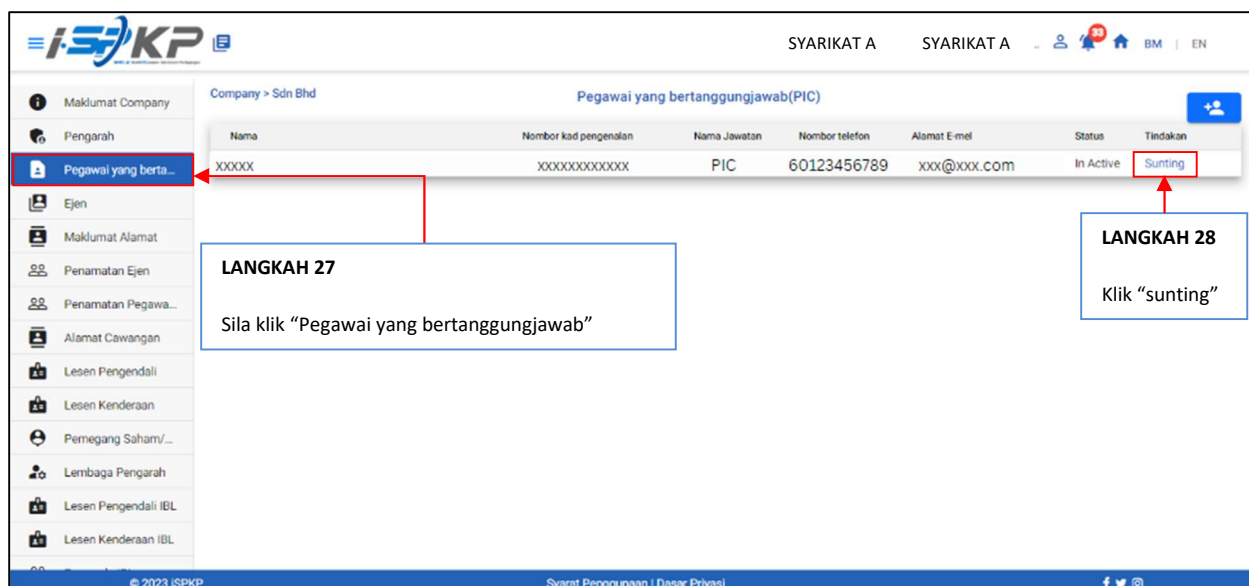 iSPKP
SYARIKAT A
SYARIKAT A
..
33
BM | EN
Maklumat Company
Pengarah
Pegawai yang berta...
Ejen
Maklumat Alamat
Penamatan Ejen
Penamatan Pegawa...
Alamat Cawangan
Lesen Pengendali
Lesen Kenderaan
Pemegang Saham/...
Lembaga Pengarah
Lesen Pengendali IBL
Lesen Kenderaan IBL
Company > Sdn Bhd
Pegawai yang bertanggungjawab(PIC)
Nama Nombor kad pengenalan Nama Jawatan Nombor telefon Alamat E-mel Status Tindakan
XXXXX XXXXXXXXXXXX PIC 60123456789 xxx@xxx.com In Active Sunting
LANGKAH 27
Sila klik “Pegawai yang bertanggungjawab”
LANGKAH 28
Klik “sunting”
© 2023 iSPKP
Syarat Penggunaan | Dasar Privasi